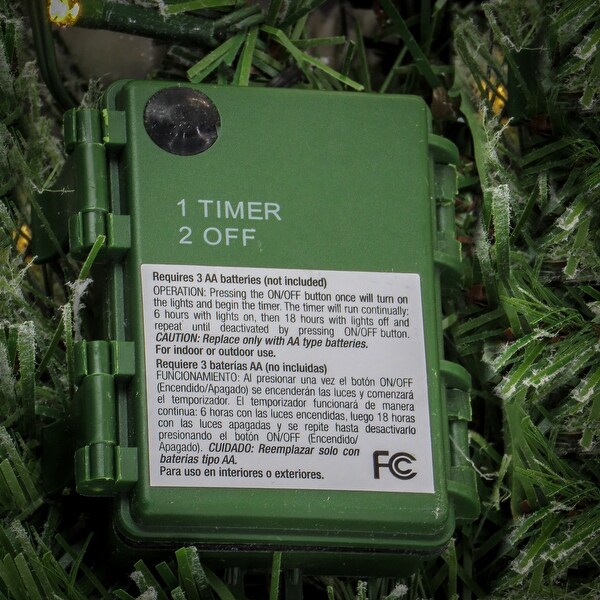 1 TIMER
2 OFF
Requires 3 AA batteries (not included)
OPERATION: Pressing the ON/OFF button once will turn on
the lights and begin the timer. The timer will run continually;
6 hours with lights on, then 18 hours with lights off and
repeat until deactivated by pressing ON/OFF button.
CAUTION: Replace only with AA type batteries.
For indoor or outdoor use.
Requiere 3 baterías AA (no incluidas)
FUNCIONAMIENTO: Al presionar una vez el botón ON/OFF
(Encendido/Apagado) se encenderán las luces y comenzará
el temporizador. El temporizador funcionará de manera
continua: 6 horas con las luces encendidas, luego 18 horas
con las luces apagadas y se repite hasta desactivarlo
presionando el botón ON/OFF (Encendido/
Apagado). CUIDADO: Reemplazar solo con
baterías tipo AA.
Para uso en interiores o exteriores.
FC